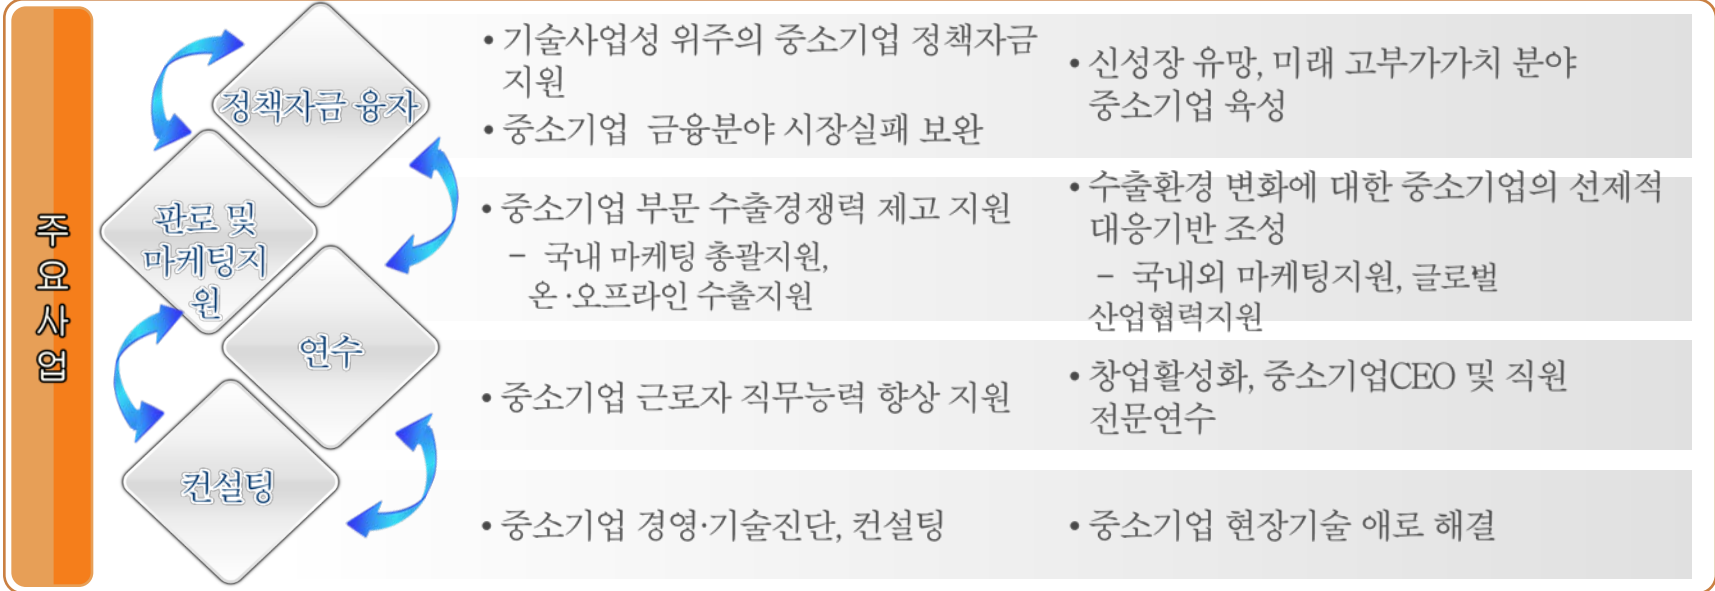 주
요
사
업
정책자금 융자
• 기술사업성 위주의 중소기업 정책자금
지원
• 중소기업 금융분야 시장실패 보완
• 신성장 유망, 미래 고부가가치 분야
중소기업 육성
판로 및
마케팅지
원
• 중소기업 부문 수출경쟁력 제고 지원
– 국내 마케팅 총괄지원,
온·오프라인 수출지원
• 수출환경 변화에 대한 중소기업의 선제적
대응기반 조성
– 국내외 마케팅지원, 글로벌
산업협력지원
연수
• 중소기업 근로자 직무능력 향상 지원
• 창업활성화, 중소기업CEO 및 직원
전문연수
컨설팅
• 중소기업 경영·기술진단, 컨설팅
• 중소기업 현장기술 애로 해결